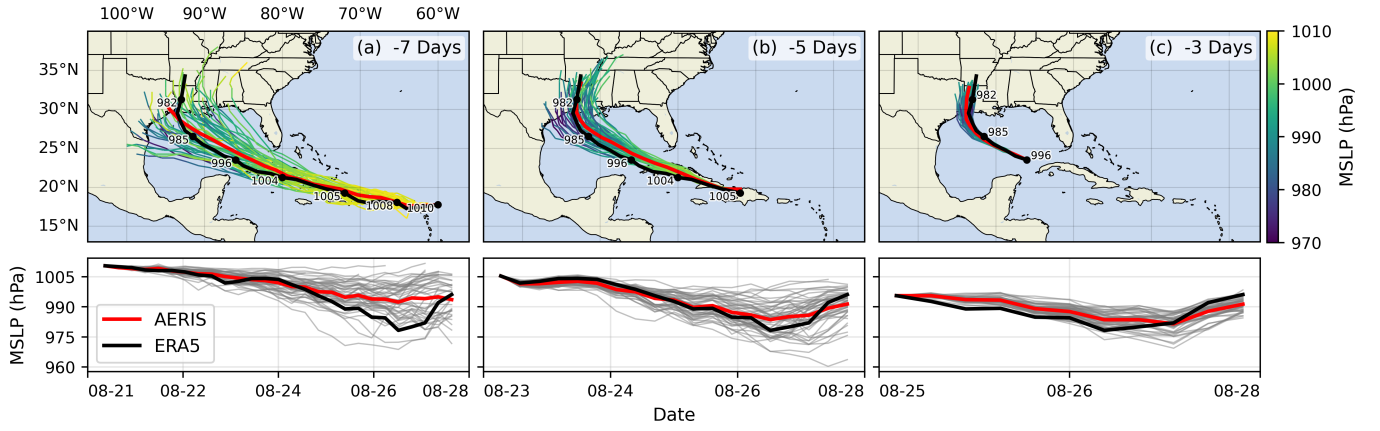 100°W 90°W 80°W 70°W 60°W
(a) -7 Days
(b) -5 Days
(c) -3 Days
35°N
30°N
25°N
20°N
15°N
982
985
996
1004
1005
1008
1010
982
985
996
1004
1005
982
985
996
1010
1000
990
980
970
MSLP (hPa)
MSLP (hPa)
1005
990
975
960
AERIS
ERA5
08-21 08-22 08-24 08-26 08-28
08-23 08-24 08-26 08-28
08-25 08-26 08-28
Date